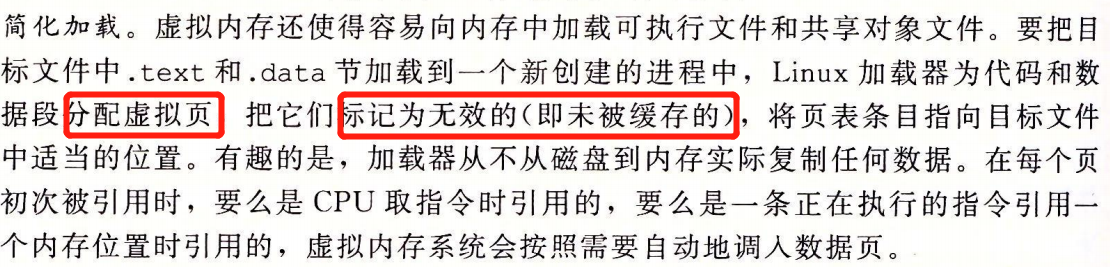 简化加载。虚拟内存还使得容易向内存中加载可执行文件和共享对象文件。要把目
标文件中.text 和.data 节加载到一个新创建的进程中，Linux 加载器为代码和数
据段分配虚拟页 把它们标记为无效的(即未被缓存的)，将页表条目指向目标文件
中适当的位置。有趣的是，加载器从不从磁盘到内存实际复制任何数据。在每个页
初次被引用时，要么是 CPU 取指令时引用的，要么是一条正在执行的指令引用一
个内存位置时引用的，虚拟内存系统会按照需要自动地调入数据页。